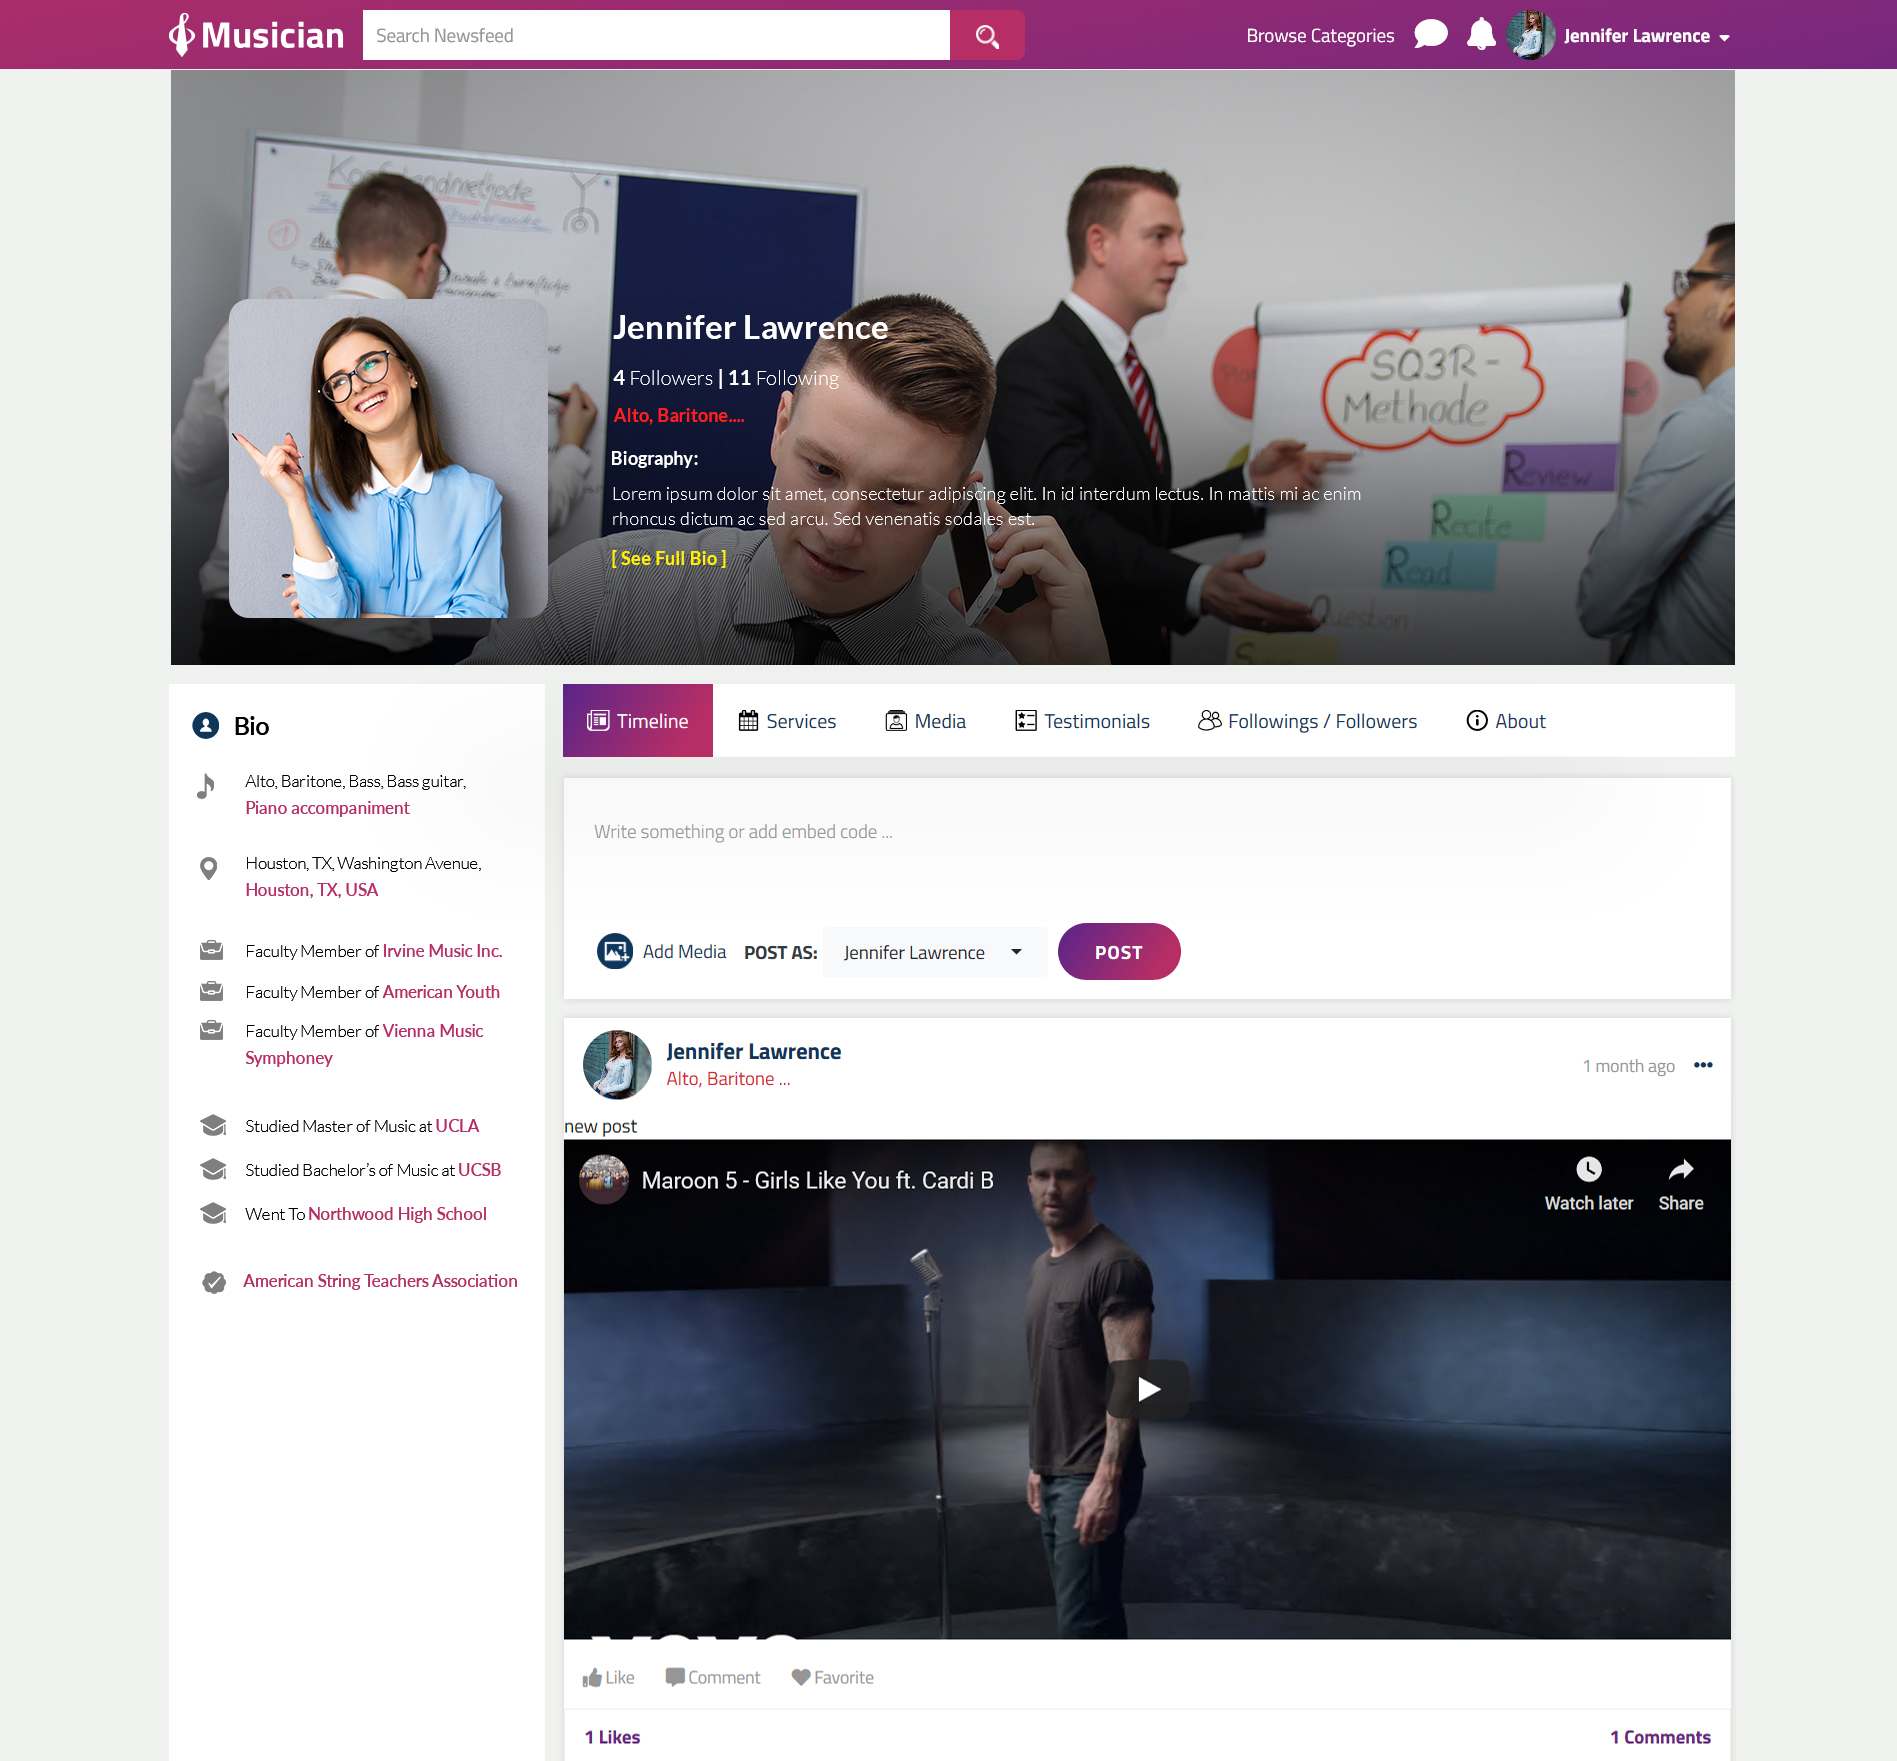 Musician
Search Newsfeed
Browse Categories
Jennifer Lawrence
SQ3R-
Methode
Review
Recite
Read
Question
Jennifer Lawrence
4 Followers | 11 Following
Alto, Baritone....
Biography:
Lorem ipsum dolor sit amet, consectetur adipiscing elit. In id interdum lectus. In mattis mi ac enim
rhoncus dictum ac sed arcu. Sed venenatis sodales est.
[ See Full Bio ]
Bio
Alto, Baritone, Bass, Bass guitar,
Piano accompaniment
Houston, TX, Washington Avenue,
Houston, TX, USA
Faculty Member of Irvine Music Inc.
Faculty Member of American Youth
Faculty Member of Vienna Music
Symphoney
Studied Master of Music at UCLA
Studied Bachelor’s of Music at UCSB
Went To Northwood High School
American String Teachers Association
Timeline Services Media Testimonials Followings / Followers About
Write something or add embed code ...
Add Media POST AS: Jennifer Lawrence POST
Jennifer Lawrence
Alto, Baritone ...
1 month ago
new post
Maroon 5 - Girls Like You ft. Cardi B
Watch later Share
Like Comment Favorite
1 Likes 1 Comments